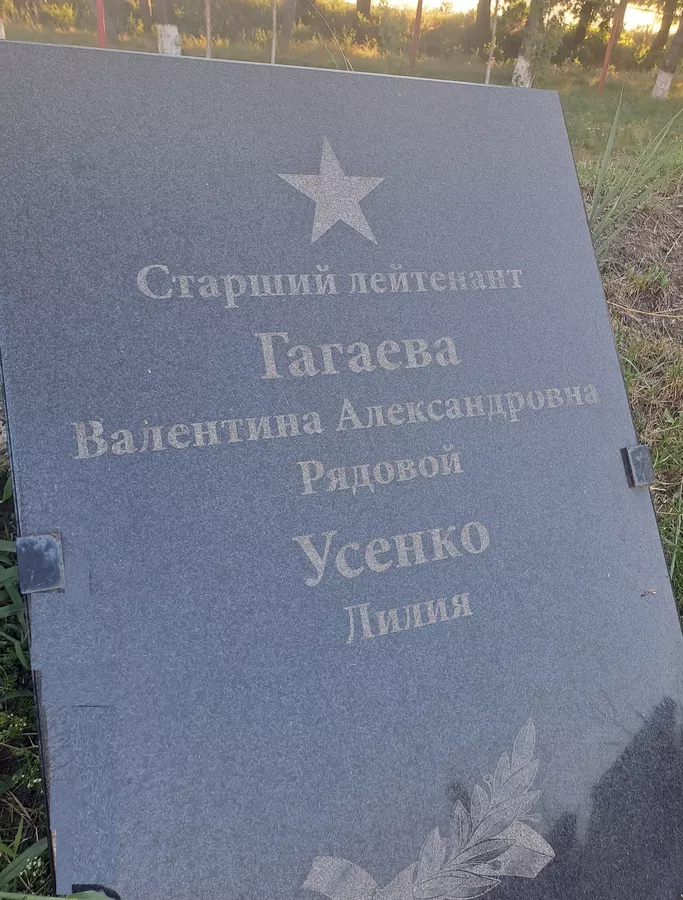 Старший лейтенант
Гагаева
Валентина Александровна
Рядовой
Усенко
Лилия